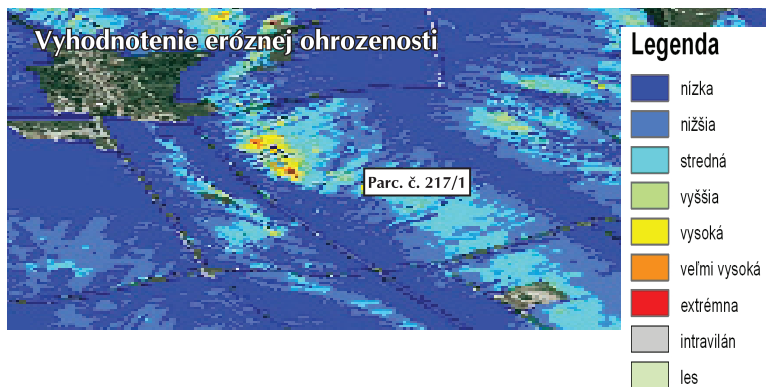 Vyhodnotenie eróznej ohrozenosti
Parc. č. 217/1
Legenda
nízka
nižšia
stredná
vyššia
vysoká
veľmi vysoká
extrémna
intravilán
les